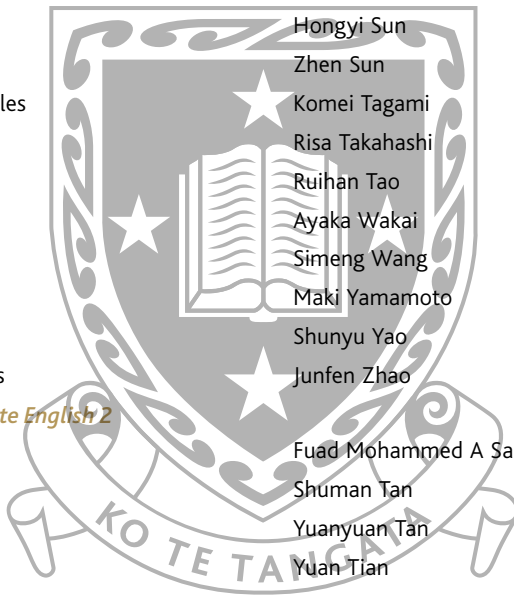 Hongyi Sun
Zhen Sun
les
Komei Tagami
Risa Takahashi
Ruihan Tao
Ayaka Wakai
Simeng Wang
Maki Yamamoto
Shunyu Yao
s
Junfen Zhao
te English 2
Fuad Mohammed A Sa
Shuman Tan
Yuanyuan Tan
Yuan Tian
KO TE TANGATA